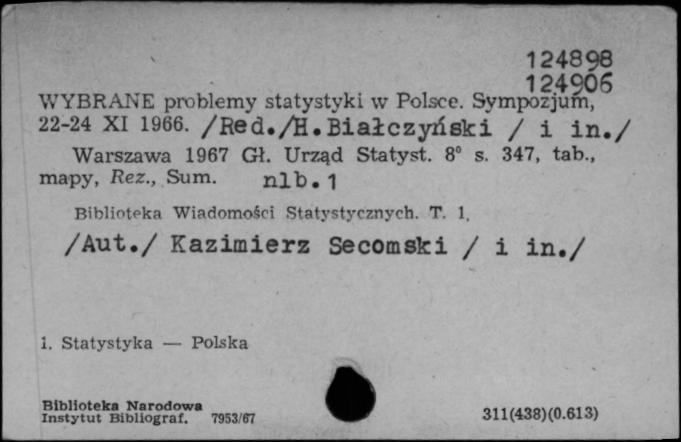 124898
124906
WYBRANE problemy statystyki w Polsce. Sympozjum,
22-24 XI 1966. /Red./H.Białczyński / i in./
Warszawa 1967 Gł. Urząd Statyst. 8° s. 347, tab.,
mapy, Rez., Sum. nlb.1
Biblioteka Wiadomości Statystycznych. T. 1.
/Aut./ Kazimierz Secomski / i in./
1. Statystyka — Polska
Biblioteka Narodowa
Instytut Bibliograf. 7953/67
311(438)(0.613)